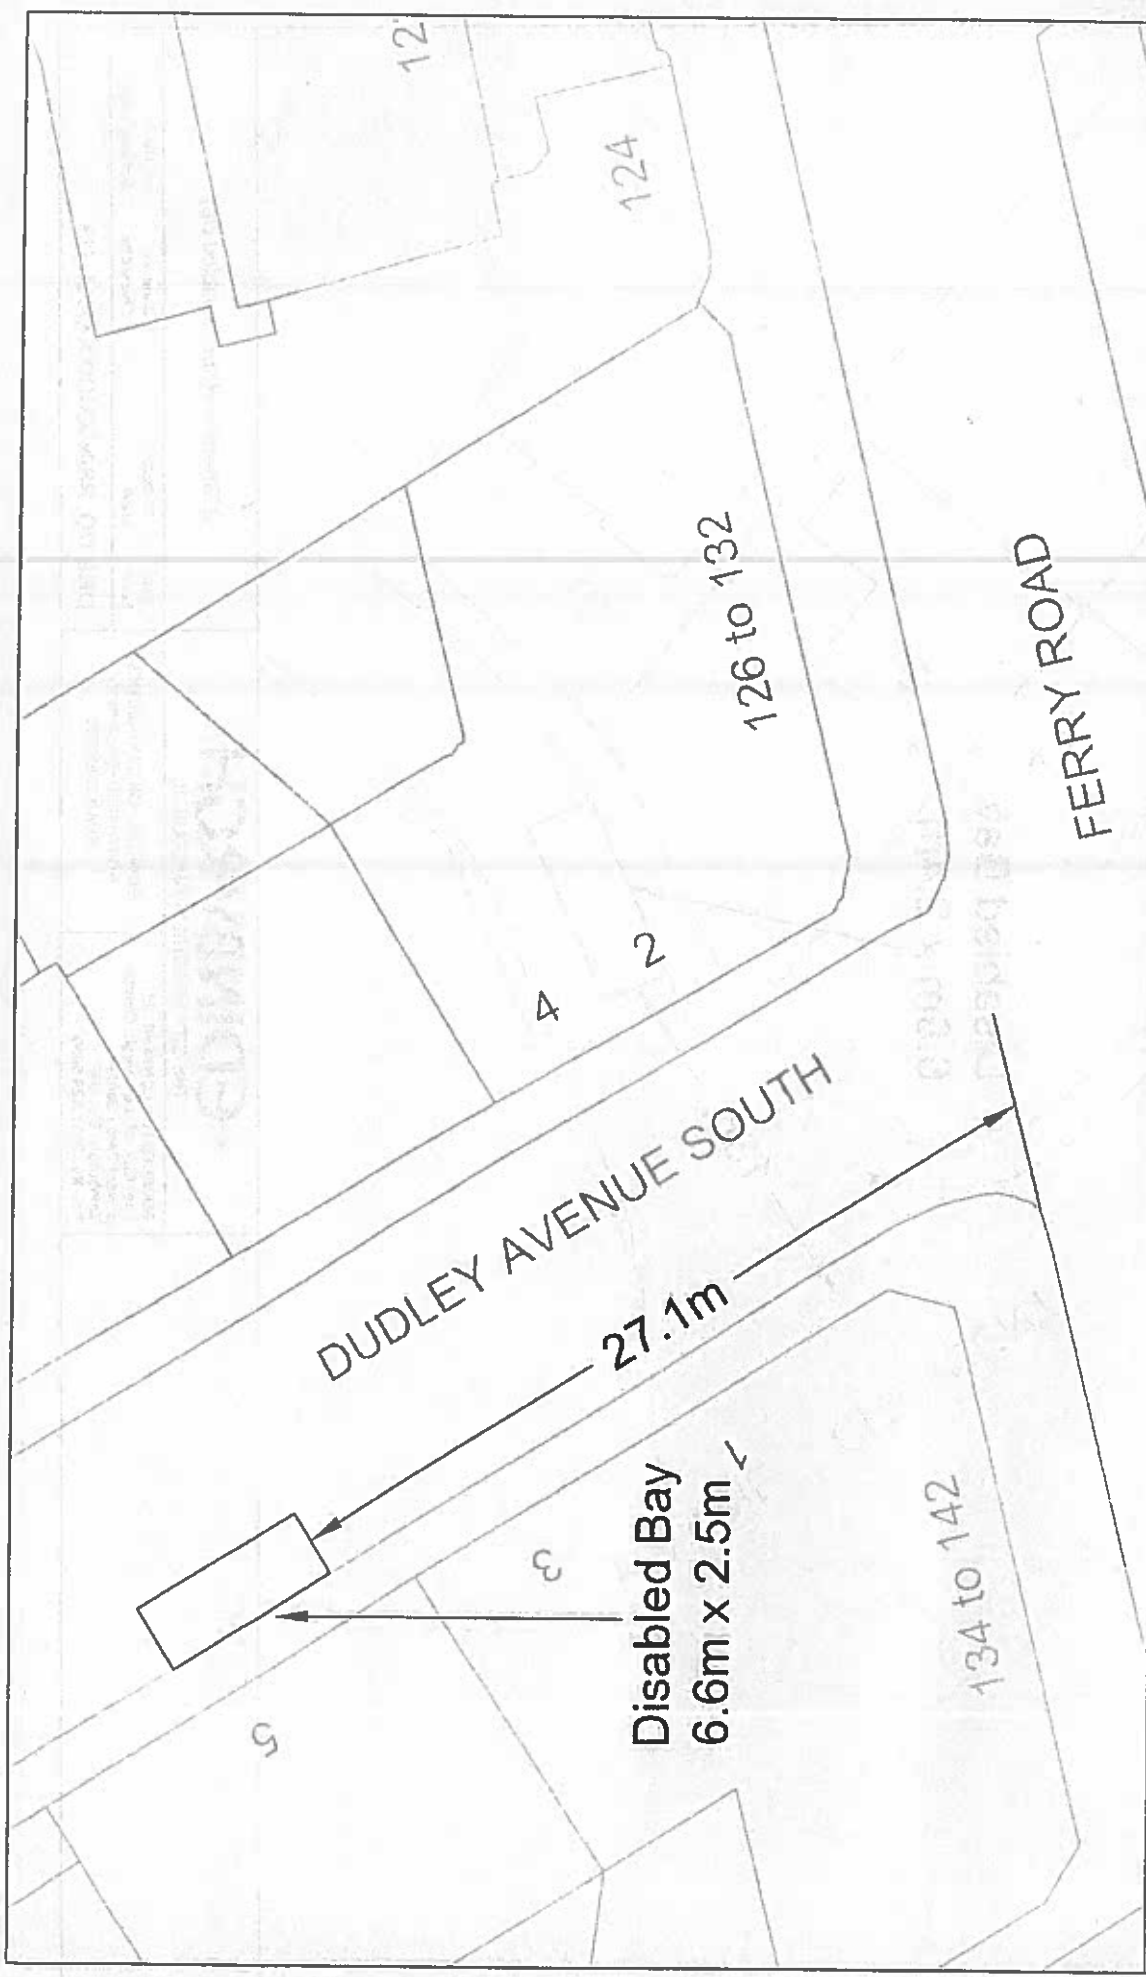 12
124
126 to 132
FERRY ROAD
2
4
DUDLEY AVENUE SOUTH
27.1m
Disabled Bay
6.6m x 2.5m
3
5
134 to 142